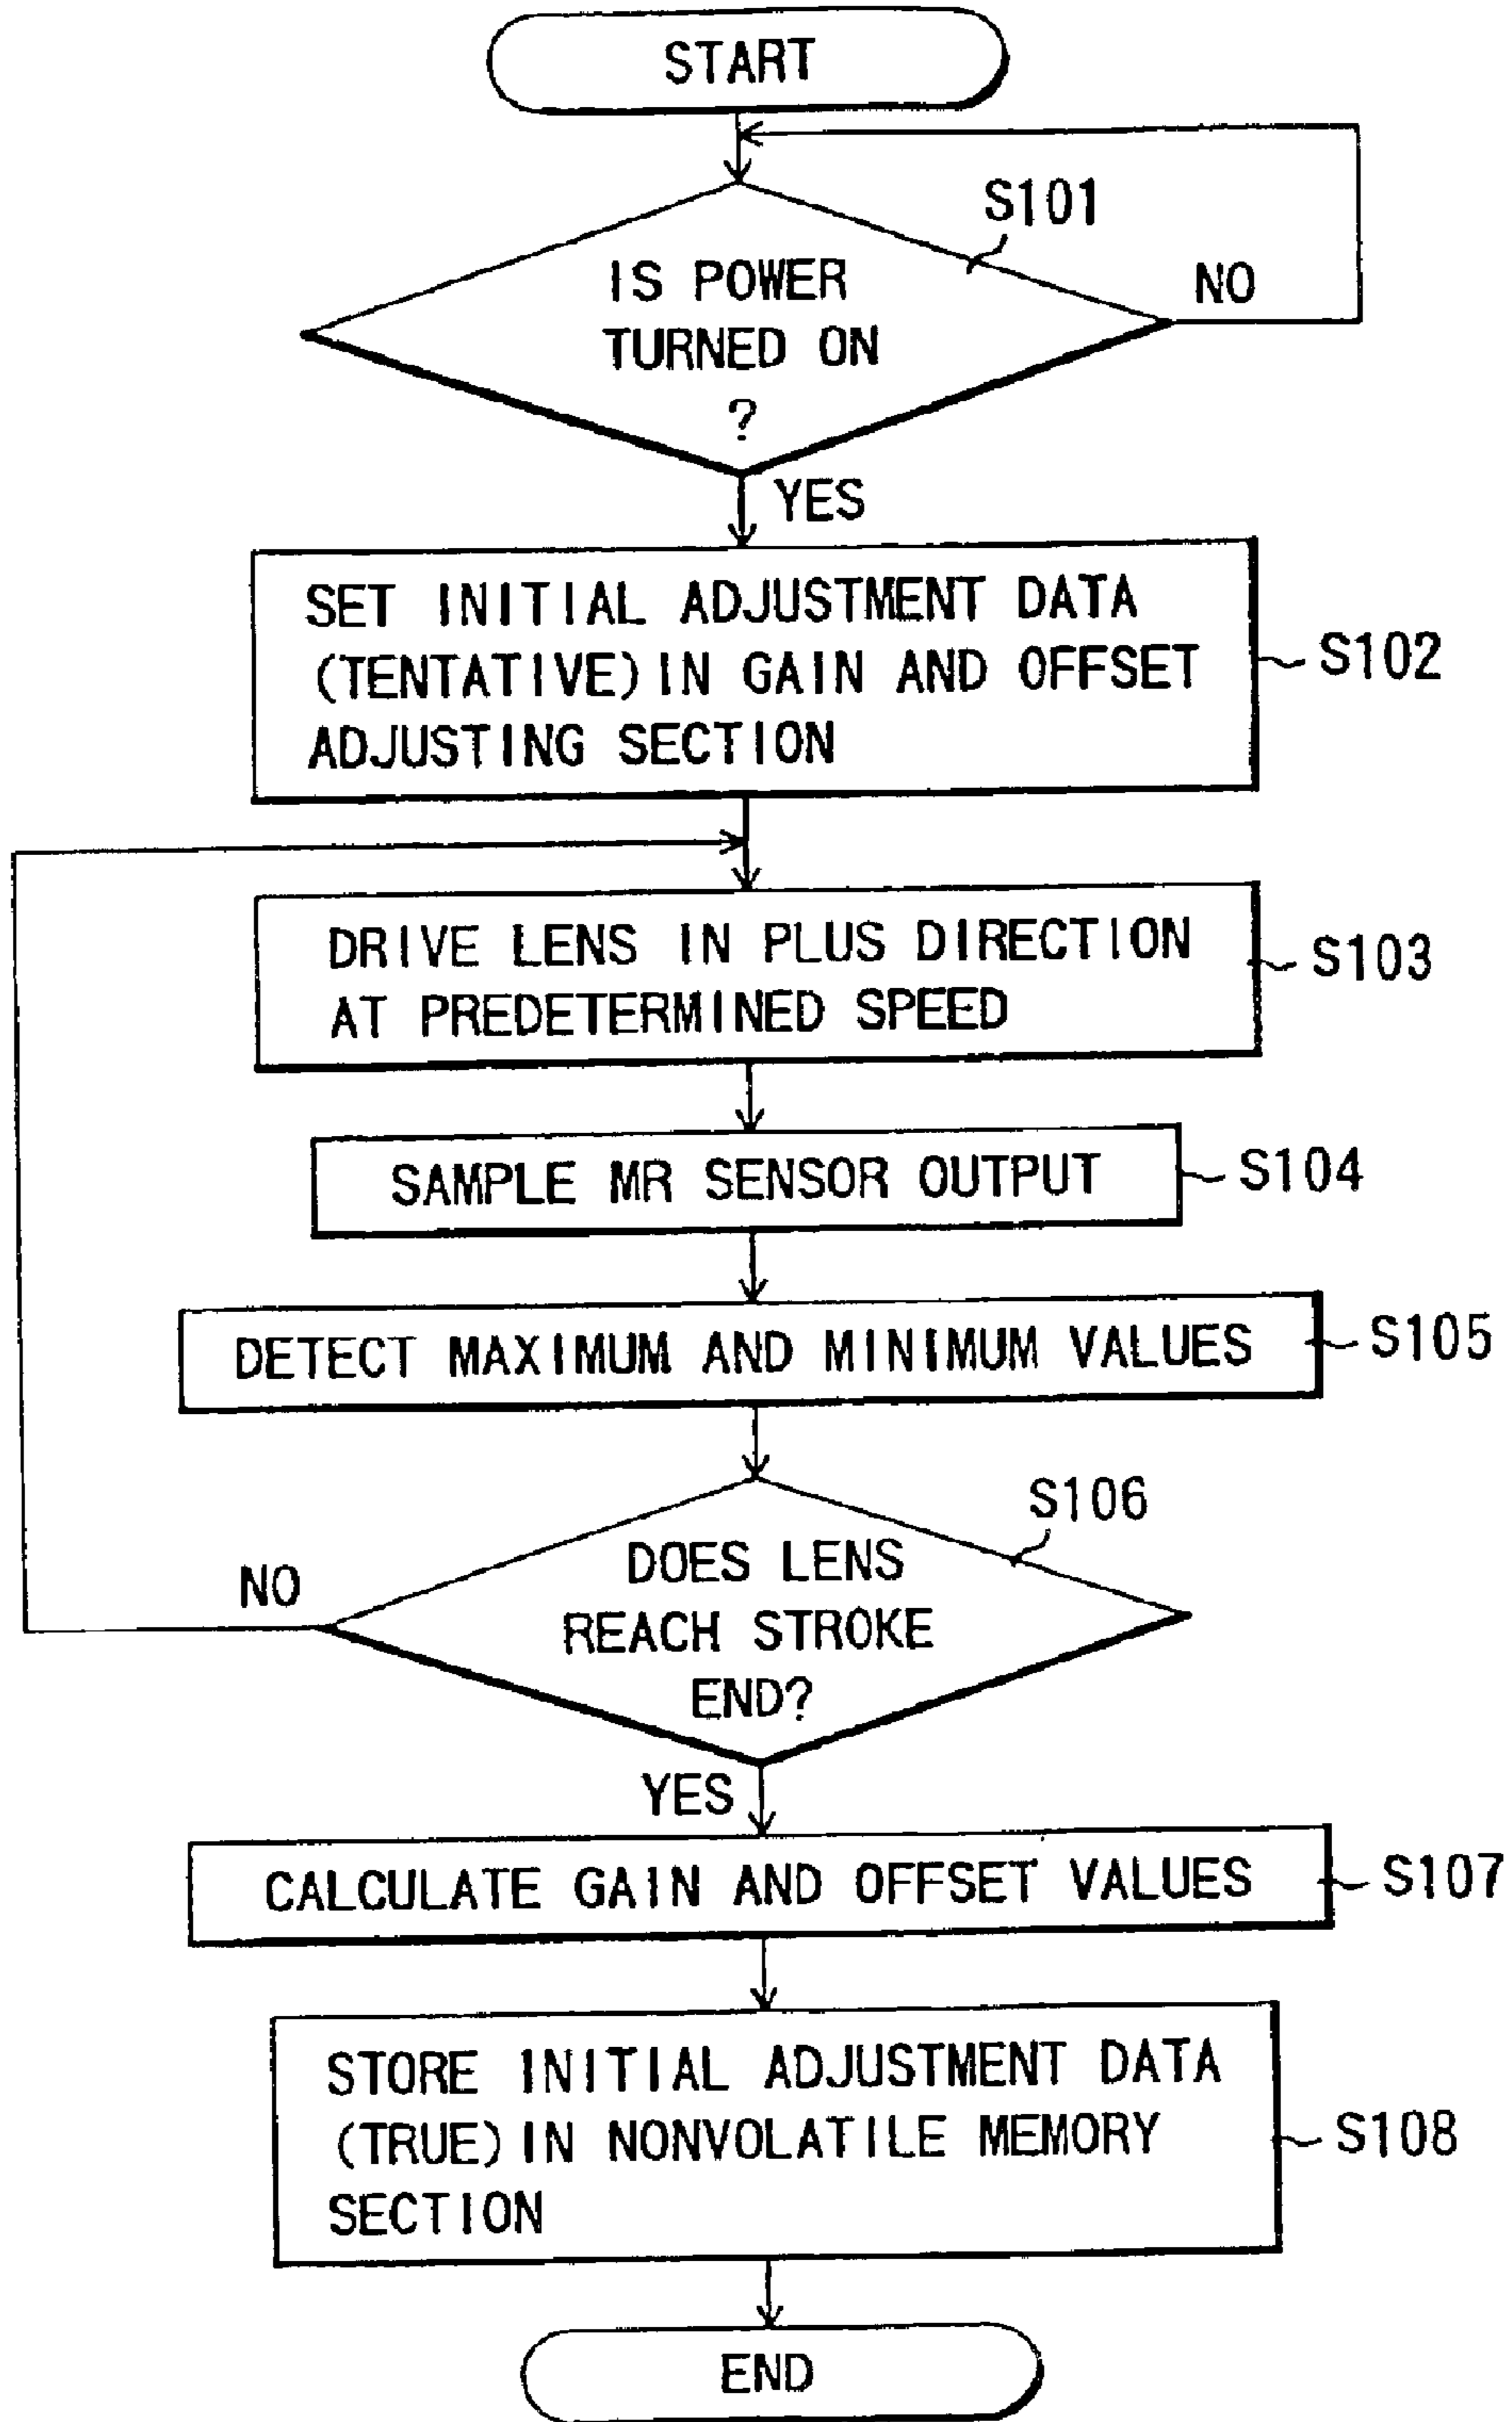 START
S101
IS POWER
TURNED ON
?
NO
YES
SET INITIAL ADJUSTMENT DATA
(TENTATIVE) IN GAIN AND OFFSET
ADJUSTING SECTION
S102
DRIVE LENS IN PLUS DIRECTION
AT PREDETERMINED SPEED
S103
SAMPLE MR SENSOR OUTPUT
S104
DETECT MAXIMUM AND MINIMUM VALUES
S105
S106
DOES LENS
REACH STROKE
END?
NO
YES
CALCULATE GAIN AND OFFSET VALUES
S107
STORE INITIAL ADJUSTMENT DATA
(TRUE) IN NONVOLATILE MEMORY
SECTION
S108
END